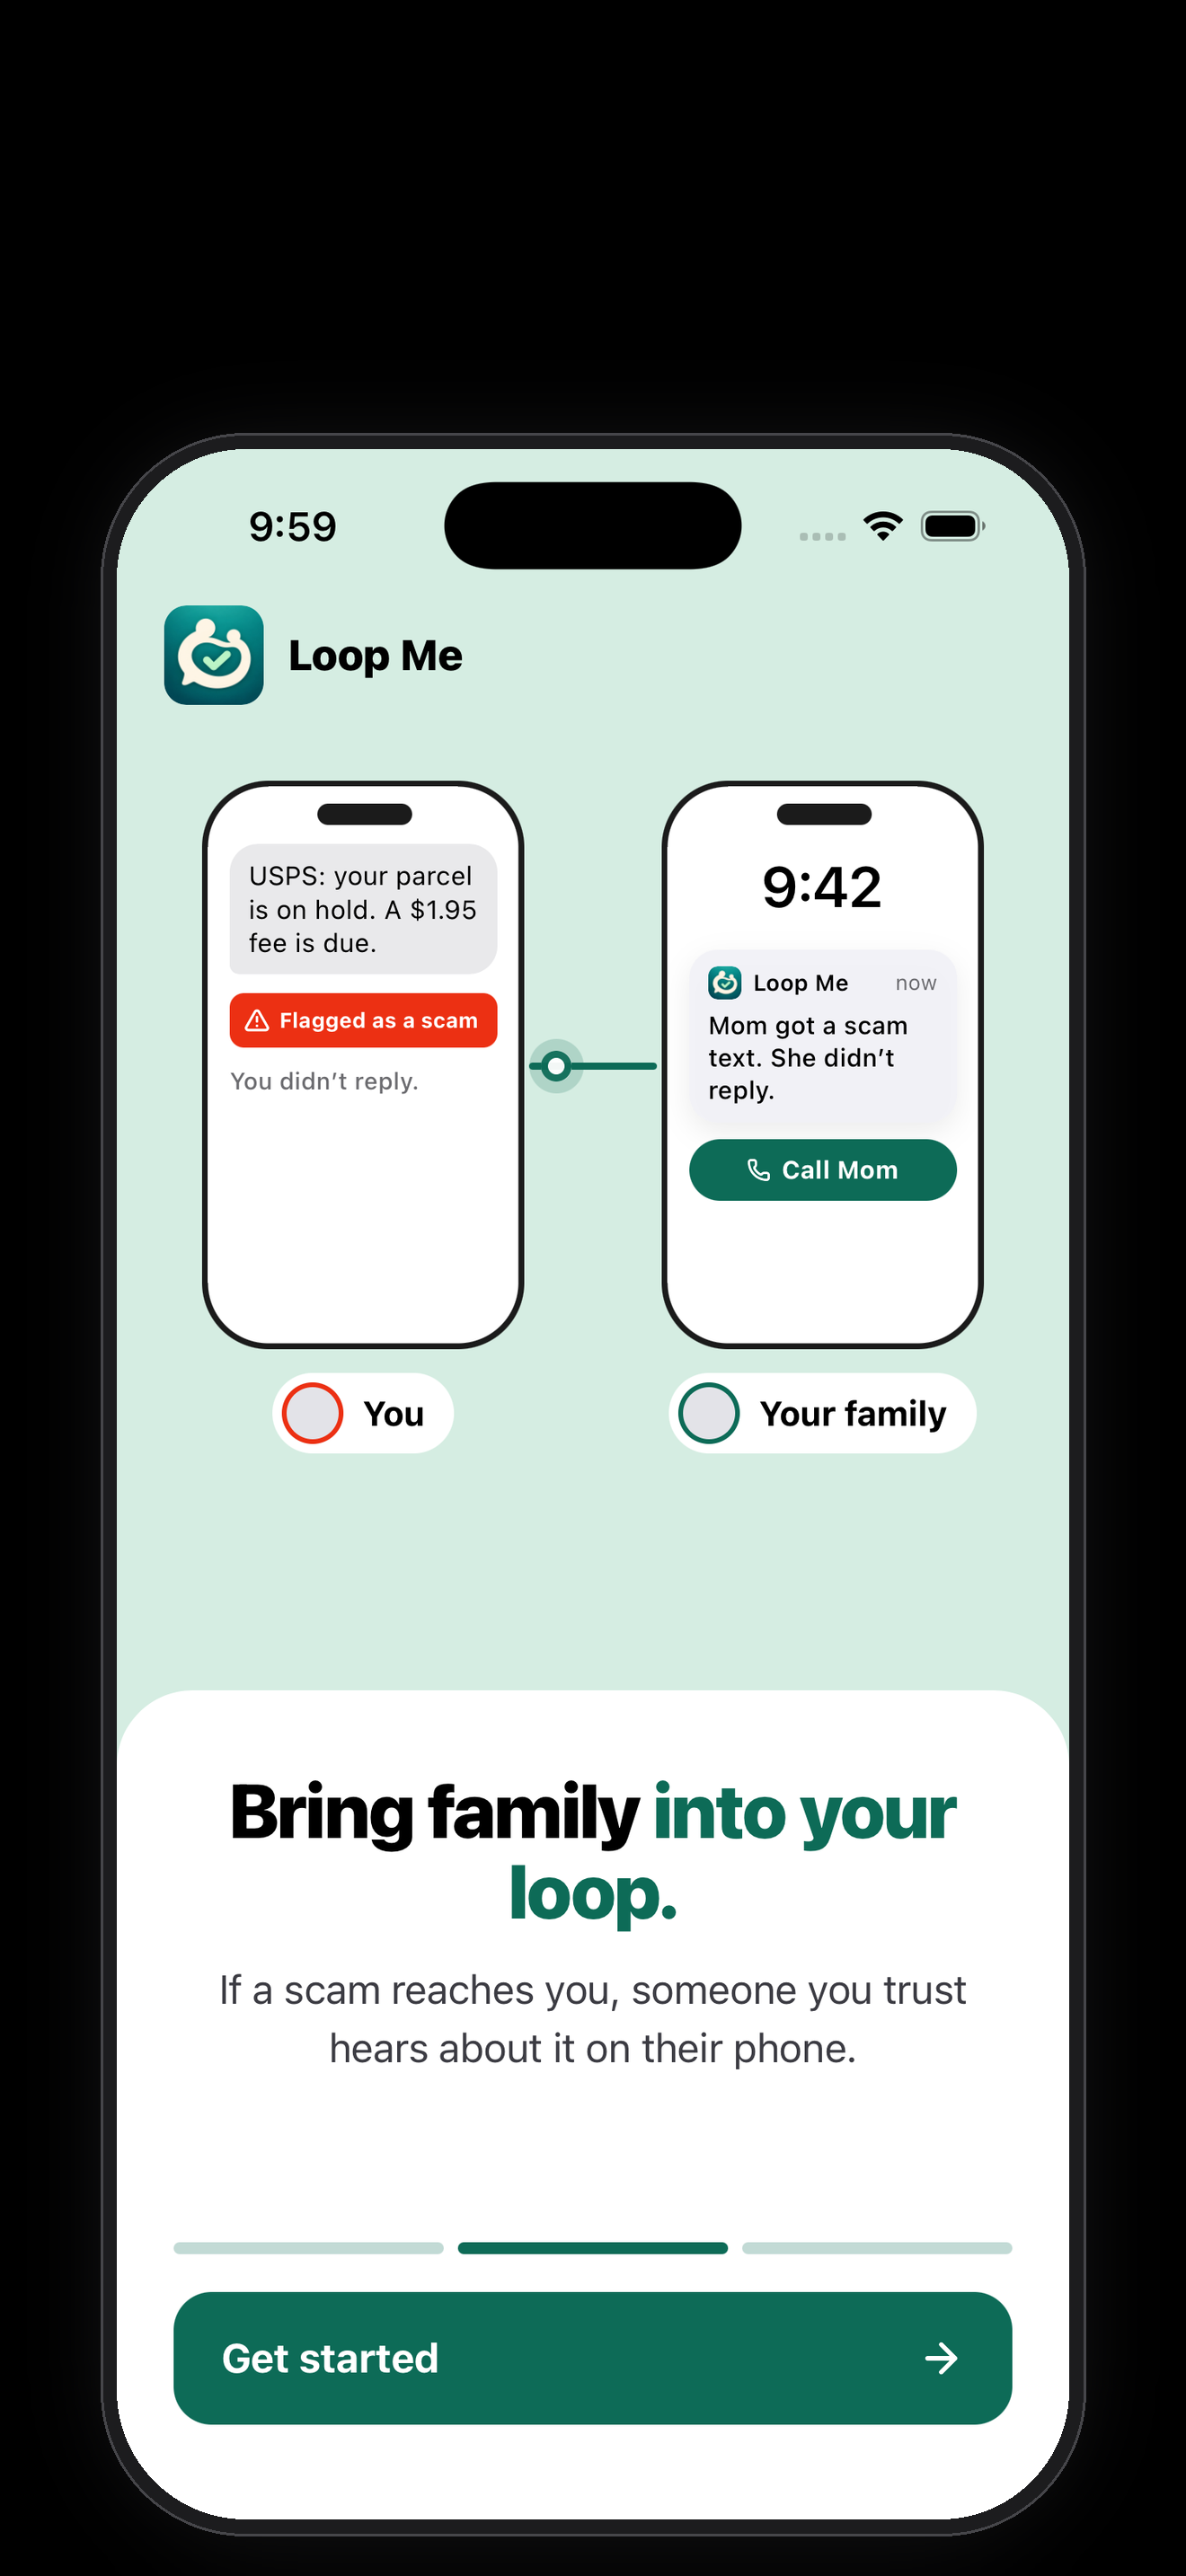 9:59
Loop Me
USPS: your parcel
is on hold. A $1.95
fee is due.
Flagged as a scam
You didn’t reply.
9:42
Loop Me now
Mom got a scam
text. She didn’t
reply.
Call Mom
You
Your family
Bring family into your
loop.
If a scam reaches you, someone you trust
hears about it on their phone.
Get started